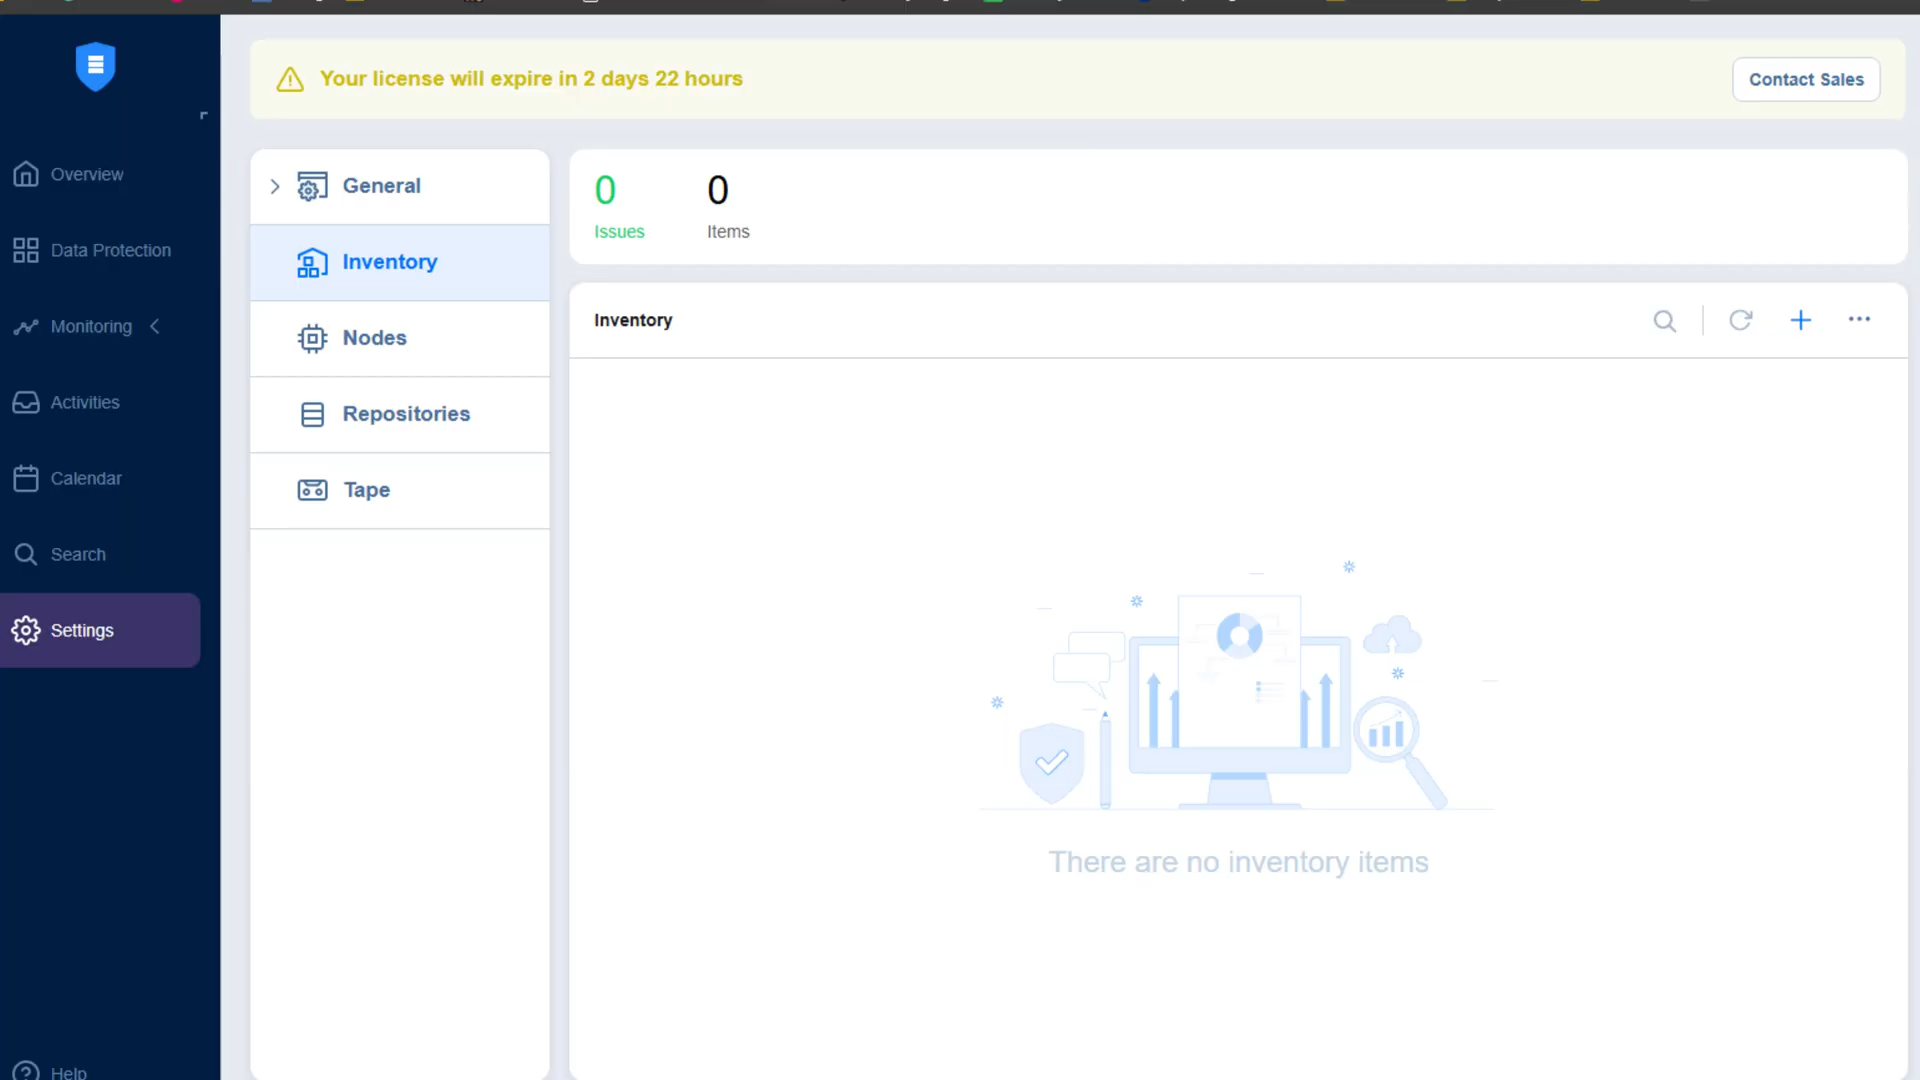 Your license will expire in 2 days 22 hours
Contact Sales
Overview
Data Protection
Monitoring
Activities
Calendar
Search
Settings
Help
General
Inventory
Nodes
Repositories
Tape
0
Issues
0
Items
Inventory
There are no inventory items